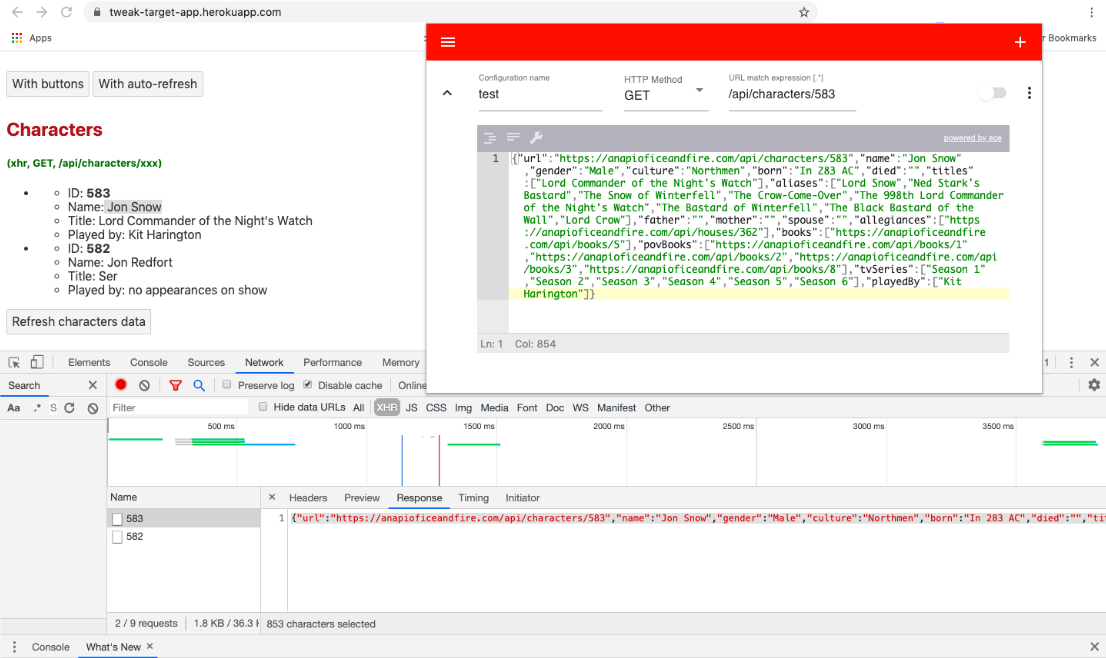 tweak-target-app.herokuapp.com
Apps
r Bookmarks
With buttons
With auto-refresh
Characters
(xhr, GET, /api/characters/xxx)
ID: 583
Name: Jon Snow
Title: Lord Commander of the Night's Watch
Played by: Kit Harington
ID: 582
Name: Jon Redfort
Title: Ser
Played by: no appearances on show
Refresh characters data
Configuration name
test
HTTP Method
GET
URL match expression [.*]
/api/characters/583
powered by ace
1
{"url":"https://anapioficeandfire.com/api/characters/583","name":"Jon Snow"
,"gender":"Male","culture":"Northmen","born":"In 283 AC","died":"","titles"
:["Lord Commander of the Night's Watch"],"aliases":["Lord Snow","Ned Stark's
Bastard","The Snow of Winterfell","The Crow-Come-Over","The 998th Lord Commander
of the Night's Watch","The Bastard of Winterfell","The Black Bastard of the
Wall","Lord Crow"],"father":"","mother":"","spouse":"","allegiances":["https
://anapioficeandfire.com/api/houses/362"],"books":["https://anapioficeandfire
.com/api/books/5"],"povBooks":["https://anapioficeandfire.com/api/books/1"
,"https://anapioficeandfire.com/api/books/2","https://anapioficeandfire.com/api
/books/3","https://anapioficeandfire.com/api/books/8"],"tvSeries":["Season 1"
,"Season 2","Season 3","Season 4","Season 5","Season 6"],"playedBy":["Kit
Harington"]}
Ln: 1 Col: 854
Elements Console Sources Network Performance Memory
1
Search
Preserve log
Disable cache
Online
Aa .* S
Filter
Hide data URLs
All XHR JS CSS Img Media Font Doc WS Manifest Other
500 ms 1000 ms 1500 ms 2000 ms 2500 ms 3000 ms 3500 ms
Name
583
582
Headers Preview Response Timing Initiator
1 {"url":"https://anapioficeandfire.com/api/characters/583","name":"Jon Snow","gender":"Male","culture":"Northmen","born":"In 283 AC","died":"","tit
2 / 9 requests 1.8 KB / 36.3 k
853 characters selected
Console
What's New